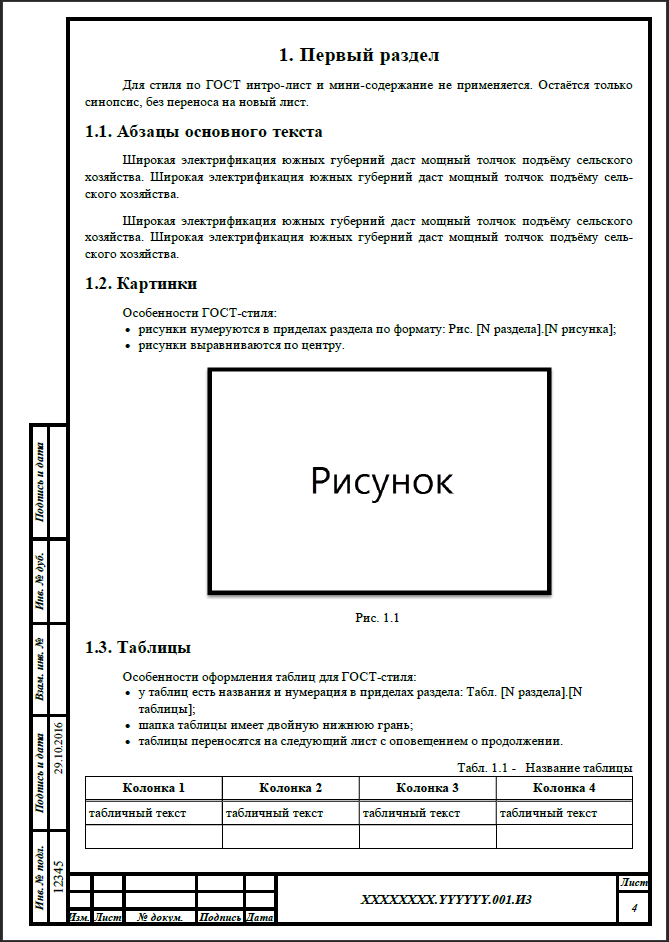 1. Первый раздел
Для стиля по ГОСТ интро-лист и мини-содержание не применяется. Остаётся только
синопсис, без переноса на новый лист.
1.1. Абзацы основного текста
Широкая электрификация южных губерний даст мощный толчок подъёму сельского
хозяйства. Широкая электрификация южных губерний даст мощный толчок подъёму сель-
ского хозяйства.
Широкая электрификация южных губерний даст мощный толчок подъёму сельского
хозяйства. Широкая электрификация южных губерний даст мощный толчок подъёму сель-
ского хозяйства.
1.2. Картинки
Особенности ГОСТ-стиля:
• рисунки нумеруются в приделах раздела по формату: Рис. [N раздела].[N рисунка];
• рисунки выравниваются по центру.
Рисунок
Рис. 1.1
1.3. Таблицы
Особенности оформления таблиц для ГОСТ-стиля:
• у таблиц есть названия и нумерация в приделах раздела: Табл. [N раздела].[N
таблицы];
• шапка таблицы имеет двойную нижнюю грань;
• таблицы переносятся на следующий лист с оповещением о продолжении.
Табл. 1.1 - Название таблицы
Колонка 1 Колонка 2 Колонка 3 Колонка 4
табличный текст табличный текст табличный текст табличный текст
Подпись и дата
Инв. № дуб.
Взам. инв. №
Подпись и дата 29.10.2016
Инв. № подл. 12345
Изм. Лист № докум. Подпись Дата
XXXXXXXX.YYYYYY.001.ИЗ
Лист
4